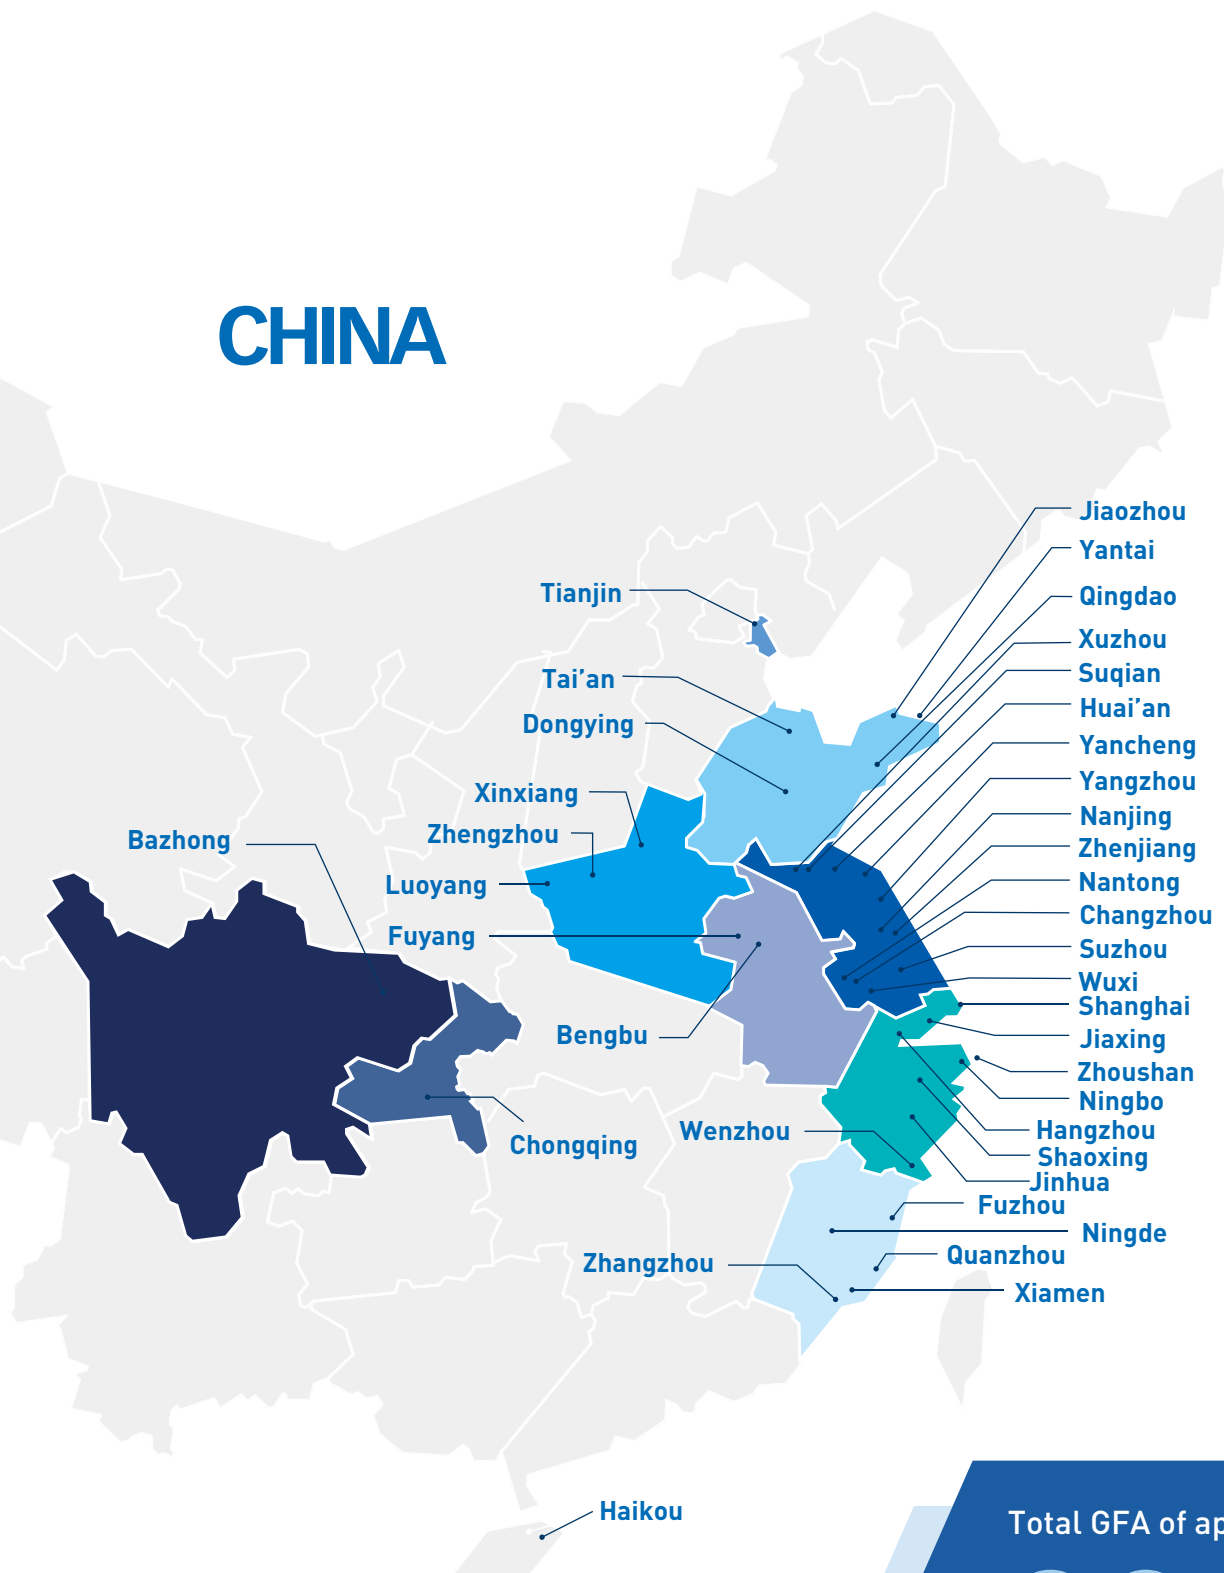 CHINA
Jiaozhou
Yantai
Tianjin
Qingdao
Xuzhou
Suqian
Tai’an
Huai’an
Dongying
Yancheng
Yangzhou
Xinxiang
Nanjing
Zhengzhou
Bazhong
Zhenjiang
Luoyang
Nantong
Changzhou
Fuyang
Suzhou
Wuxi
Shanghai
Bengbu
Jiaxing
Zhoushan
Ningbo
Wenzhou
Hangzhou
Chongqing
Shaoxing
Jinhua
Fuzhou
Ningde
Quanzhou
Zhangzhou
Xiamen
Haikou
Total GFA of ap